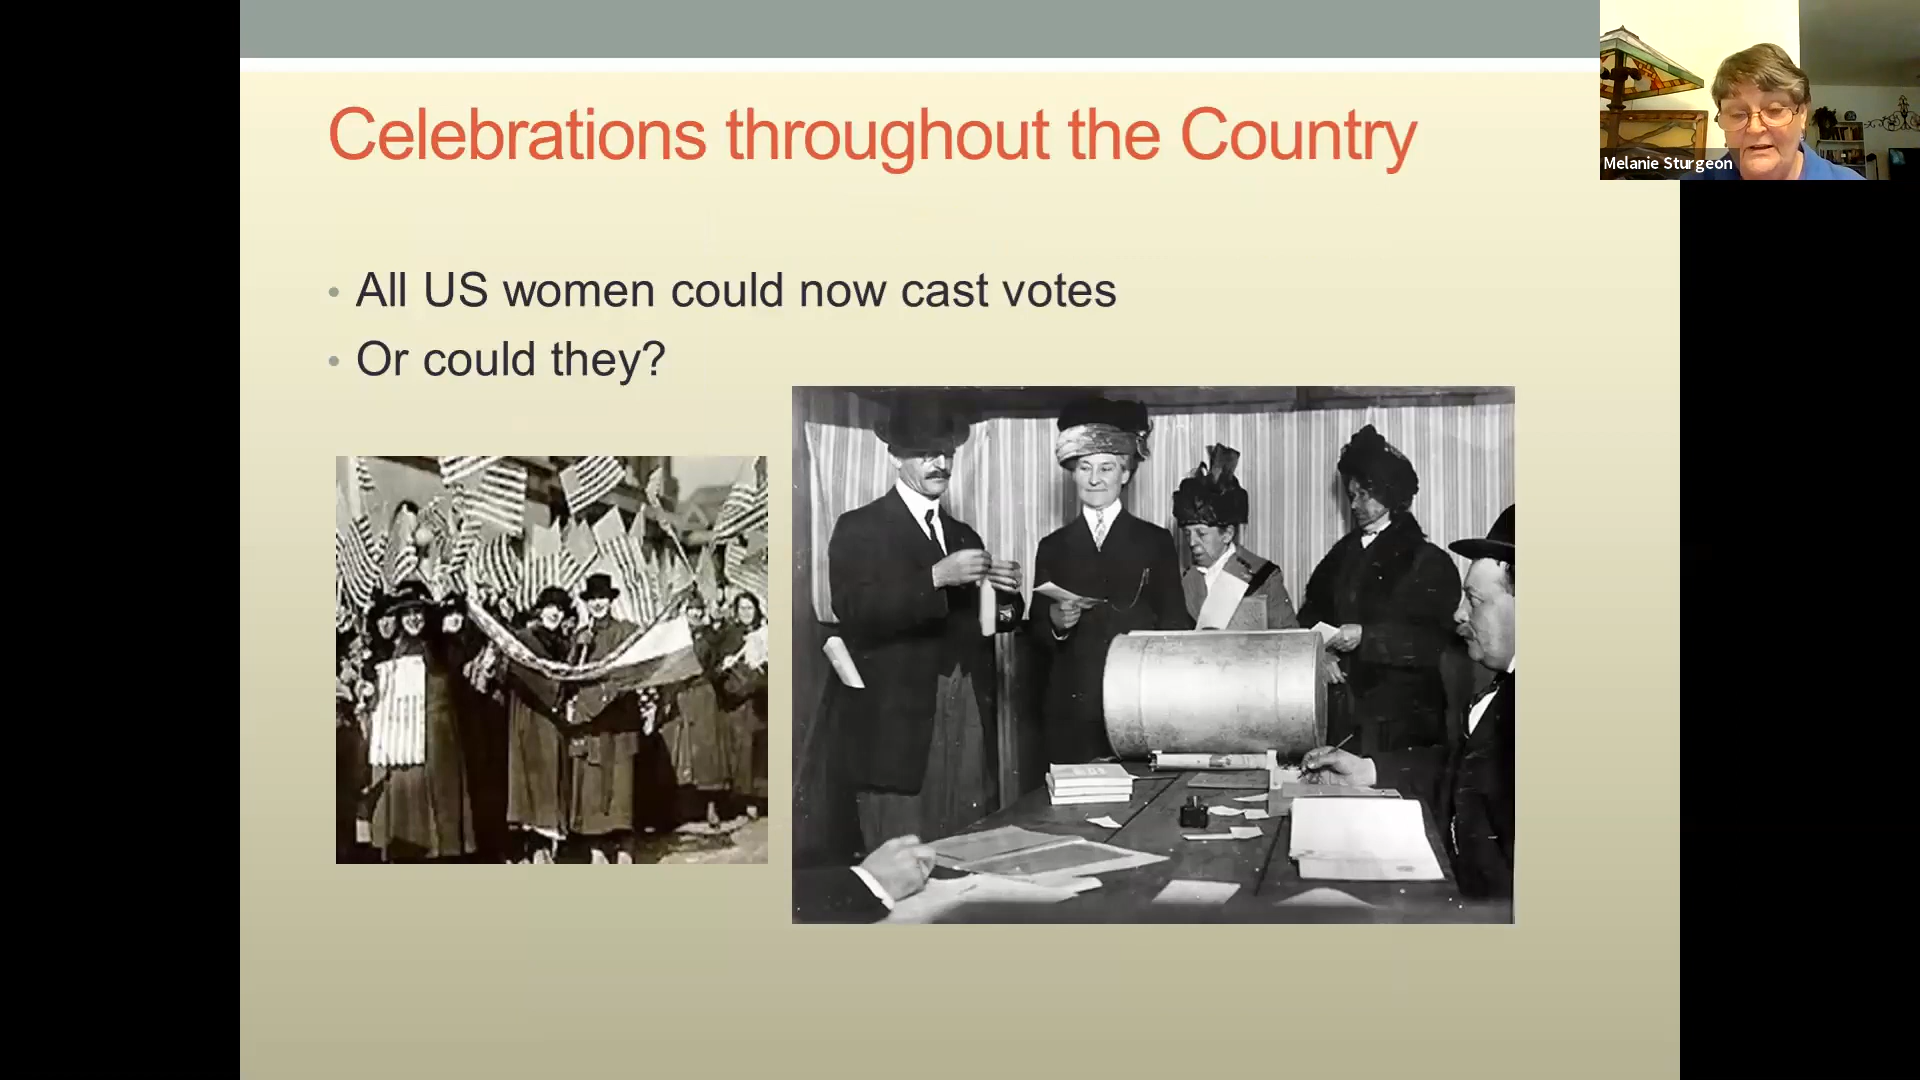 Celebrations throughout the Country
Melanie Sturgeon
• All US women could now cast votes
• Or could they?